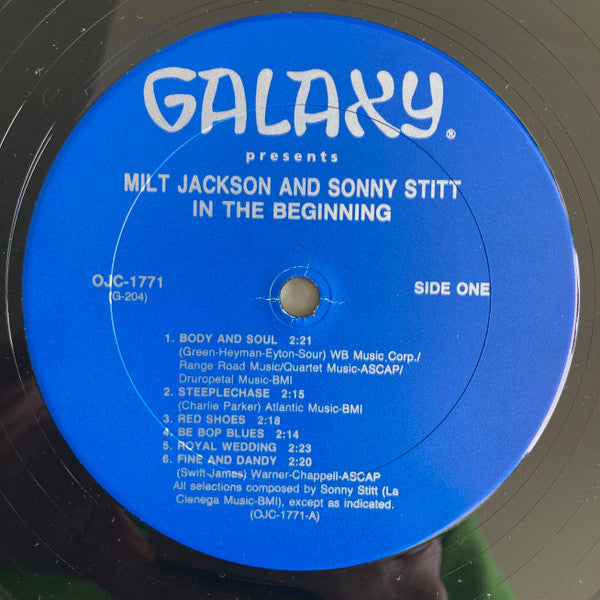 GALAXY®
presents
MILT JACKSON AND SONNY STITT
IN THE BEGINNING
OJC-1771
(G-204)
SIDE ONE
1. BODY AND SOUL 2:21
(Green-Heyman-Eyton-Sour) WB Music Corp./
Range Road Music/Quartet Music-ASCAP/
Druropetal Music-BMI
2. STEEPLECHASE 2:15
(Charlie Parker) Atlantic Music-BMI
3. RED SHOES 2:18
4. BE BOP BLUES 2:14
5. ROYAL WEDDING 2:23
6. FINE AND DANDY 2:20
(Swift-James) Warner-Chappell-ASCAP
All selections composed by Sonny Stitt (La
Cienega Music-BMI), except as indicated.
(OJC-1771-A)